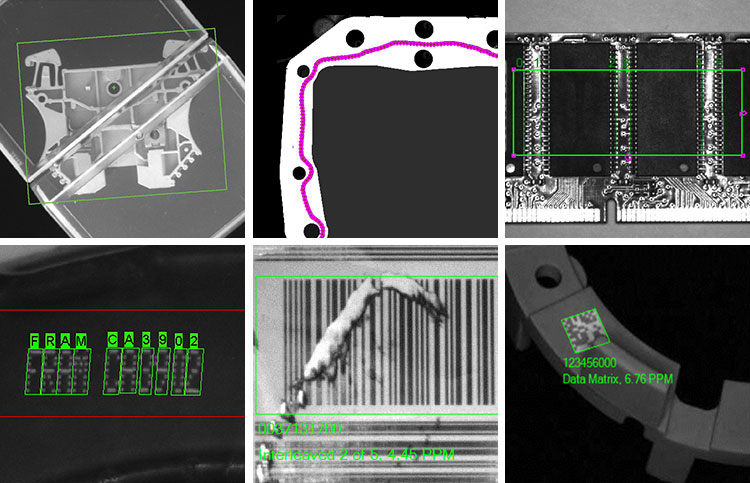 F R A M C A 3 9 0 2
Interleaved 2 of 5, 4.45 PPM
123456000
Data Matrix, 6.76 PPM